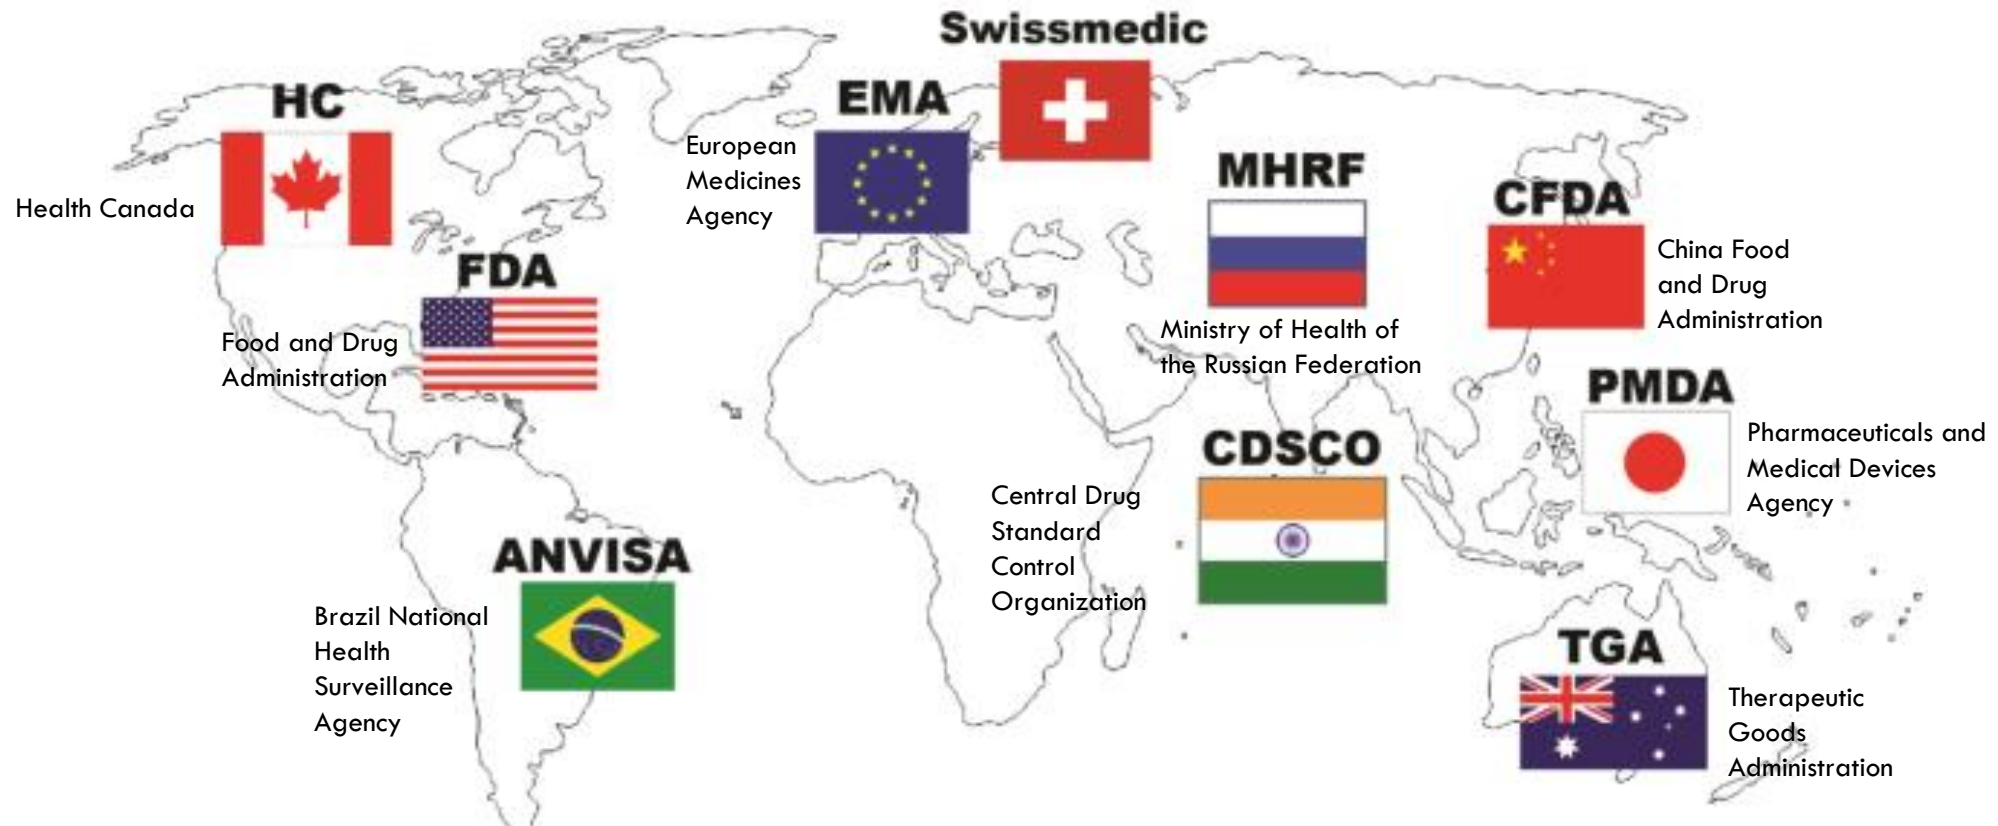 Swissmedic
HC
Health Canada
EMA
European
Medicines
Agency
MHRF
Ministry of Health of
the Russian Federation
CFDA
China Food
and Drug
Administration
FDA
Food and Drug
Administration
PMDA
Pharmaceuticals and
Medical Devices
Agency
CDSCO
Central Drug
Standard
Control
Organization
ANVISA
Brazil National
Health
Surveillance
Agency
TGA
Therapeutic
Goods
Administration